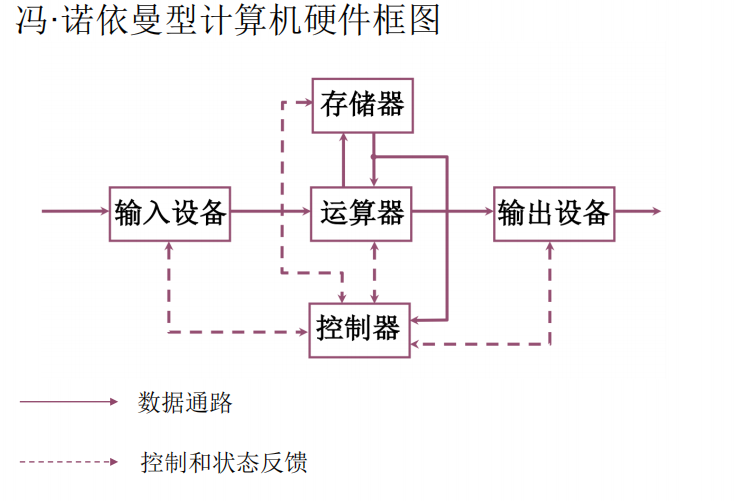 冯·诺依曼型计算机硬件框图
存储器
输入设备
运算器
输出设备
控制器
数据通路
控制和状态反馈